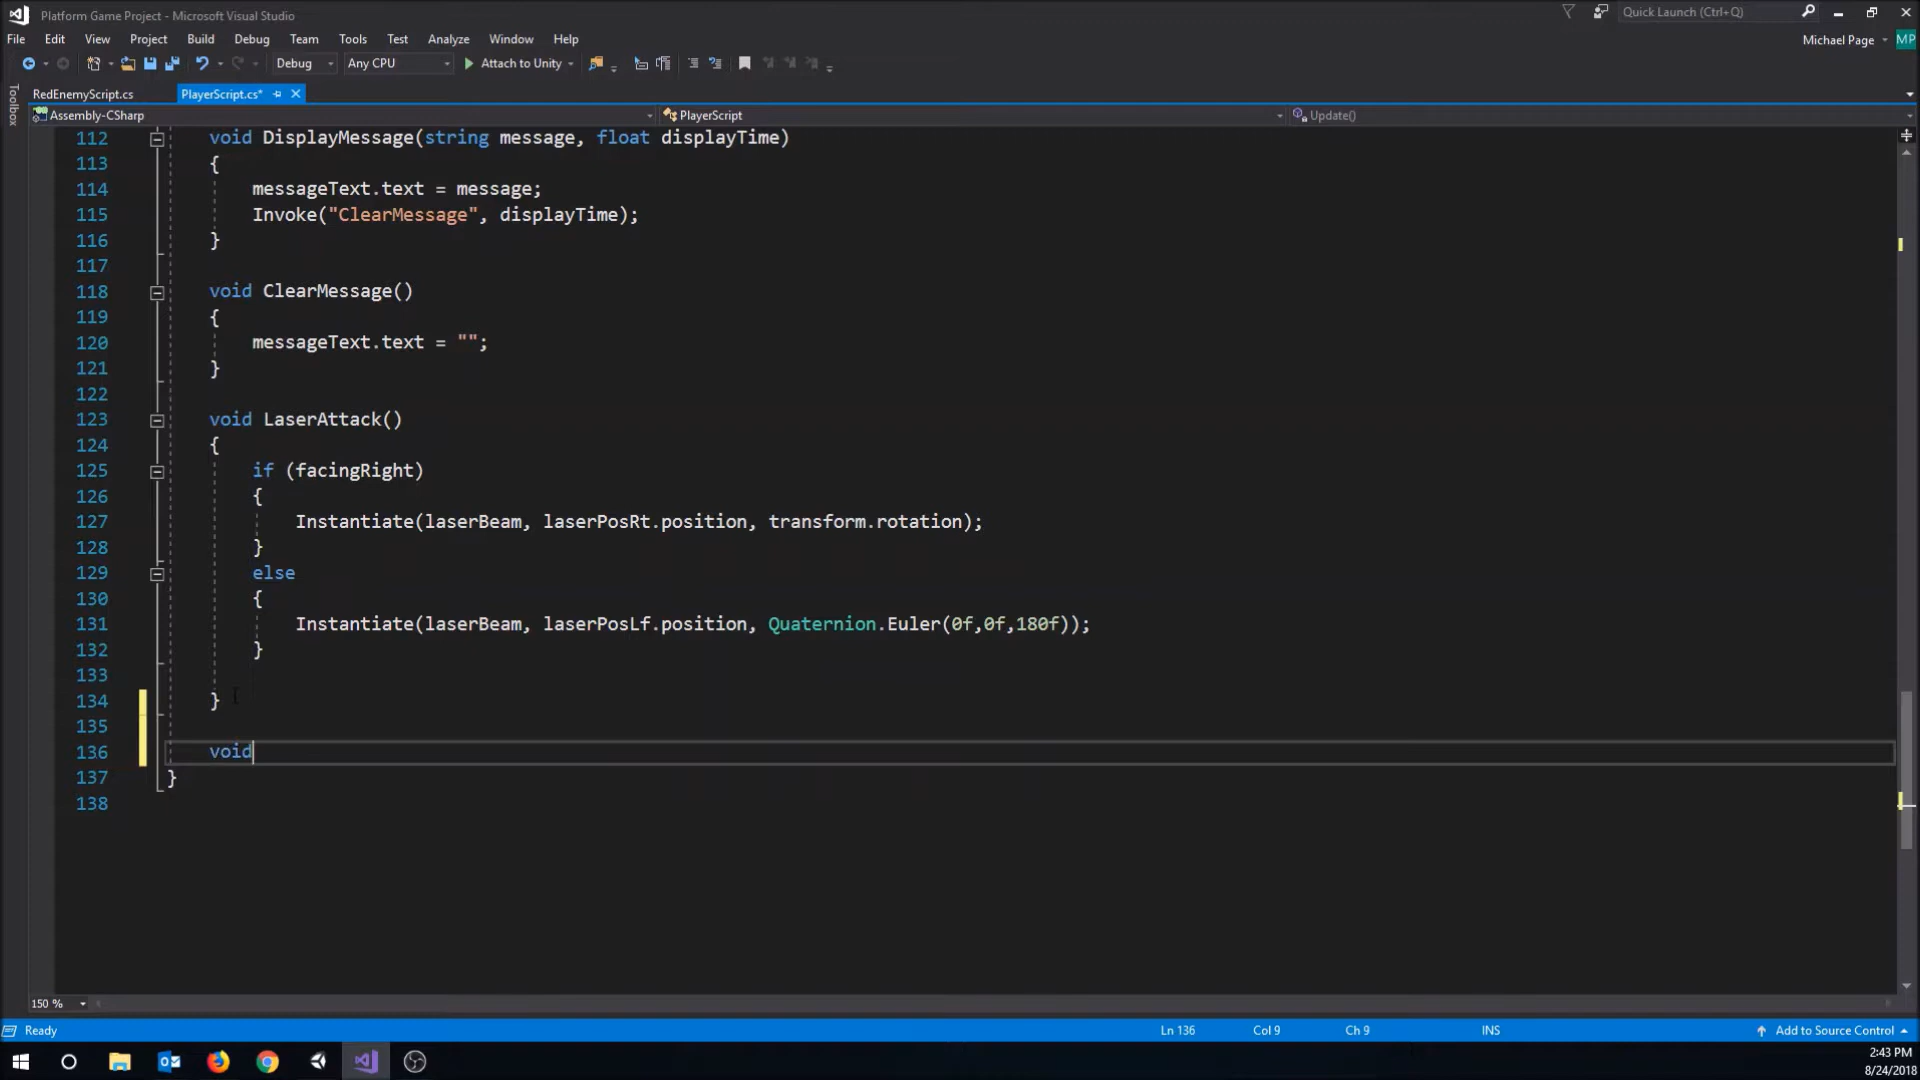 Platform Game Project - Microsoft Visual Studio
Quick Launch (Ctrl+Q)
File Edit View Project Build Debug Team Tools Test Analyze Window Help
Michael Page MP
Debug Any CPU Attach to Unity
Toolbox
RedEnemyScript.cs PlayerScript.cs*
Assembly-CSharp PlayerScript Update()
112 void DisplayMessage(string message, float displayTime)
113 {
114 messageText.text = message;
115 Invoke("ClearMessage", displayTime);
116 }
117
118 void ClearMessage()
119 {
120 messageText.text = "";
121 }
122
123 void LaserAttack()
124 {
125 if (facingRight)
126 {
127 Instantiate(laserBeam, laserPosRt.position, transform.rotation);
128 }
129 else
130 {
131 Instantiate(laserBeam, laserPosLf.position, Quaternion.Euler(0f,0f,180f));
132 }
133
134 }
135
136 void
137 }
138
150 %
Ready Ln 136 Col 9 Ch 9 INS Add to Source Control
2:43 PM
8/24/2018